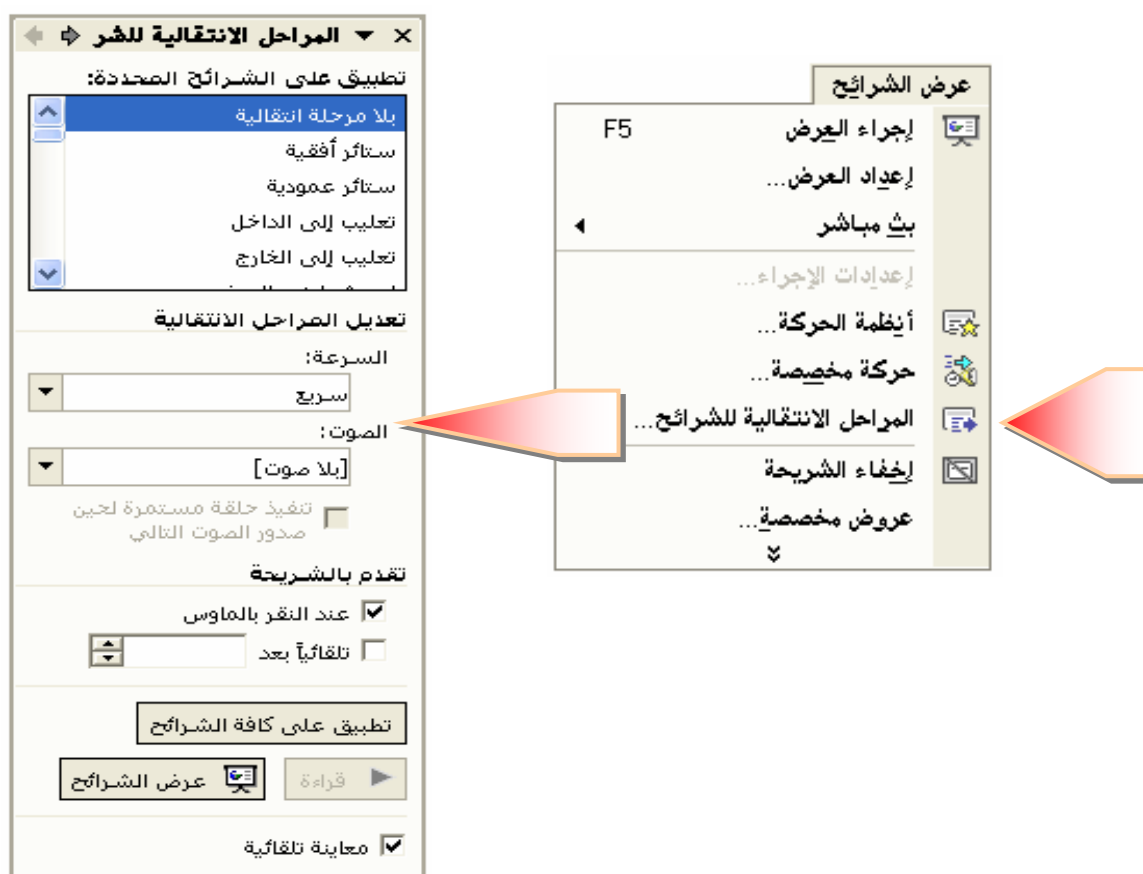 عرض الشرائح
إجراء العرض F5
إعداد العرض...
بث مباشر
إعدادات الإجراء...
أنظمة الحركة...
حركة مخصصة...
المراحل الانتقالية للشرائح...
إخفاء الشريحة
عروض مخصصة...
المراحل الانتقالية للشر
تطبيق على الشرائح المحددة:
بلا مرحلة انتقالية
ستائر أفقية
ستائر عمودية
تعليب إلى الداخل
تعليب إلى الخارج
تعديل المراحل الانتقالية
السرعة:
سريع
الصوت:
[بلا صوت]
تنفيذ حلقة مستمرة لحين
صدور الصوت التالي
تقدم بالشريحة
عند النقر بالماوس
تلقائياً بعد
تطبيق على كافة الشرائح
قراءة
عرض الشرائح
معاينة تلقائية